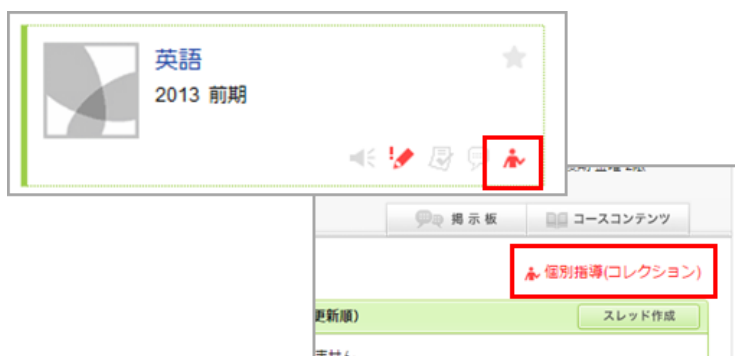 英語
2013 前期
掲示板
コースコンテンツ
個別指導(コレクション)
更新順)
スレッド作成